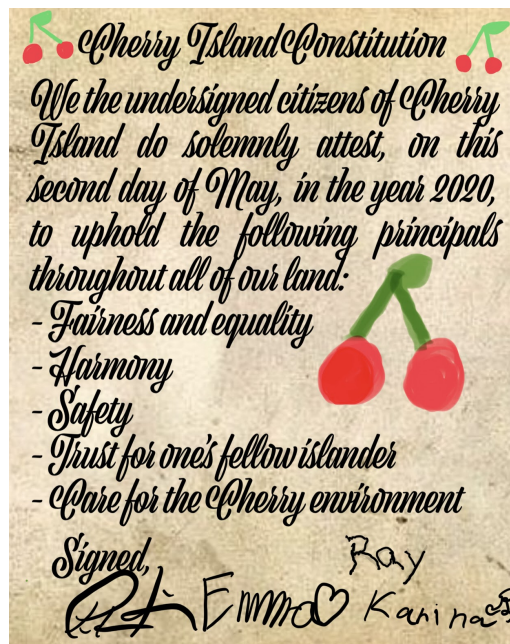 Cherry Island Constitution
We the undersigned citizens of Cherry
Island do solemnly attest, on this
second day of May, in the year 2020,
to uphold the following principals
throughout all of our land:
- Fairness and equality
- Harmony
- Safety
- Trust for one's fellow islander
- Care for the Cherry environment
Signed,
Ray
Emma
Karina